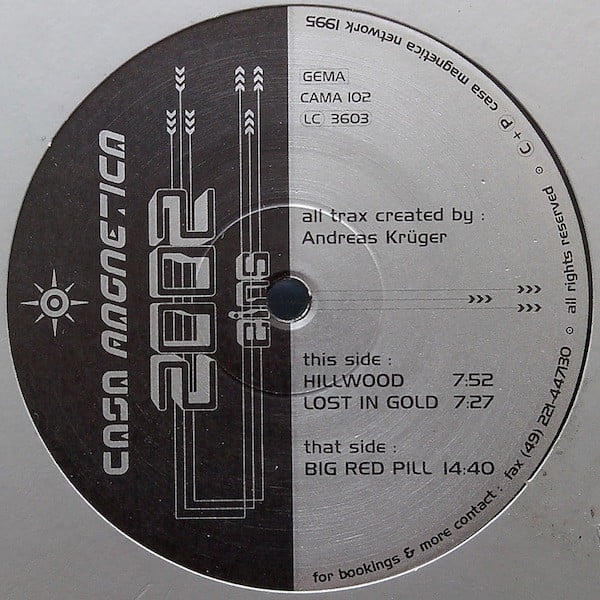 CASA MAGNETICA
2002
eins
GEMA
CAMA 102
LC 3603
all trax created by :
Andreas Krüger
this side :
HILLWOOD 7:52
LOST IN GOLD 7:27
that side :
BIG RED PILL 14:40
for bookings & more contact : fax (49) 221-447130 ⊙ all rights reserved ⊙ C + P casa magnetica network 1995